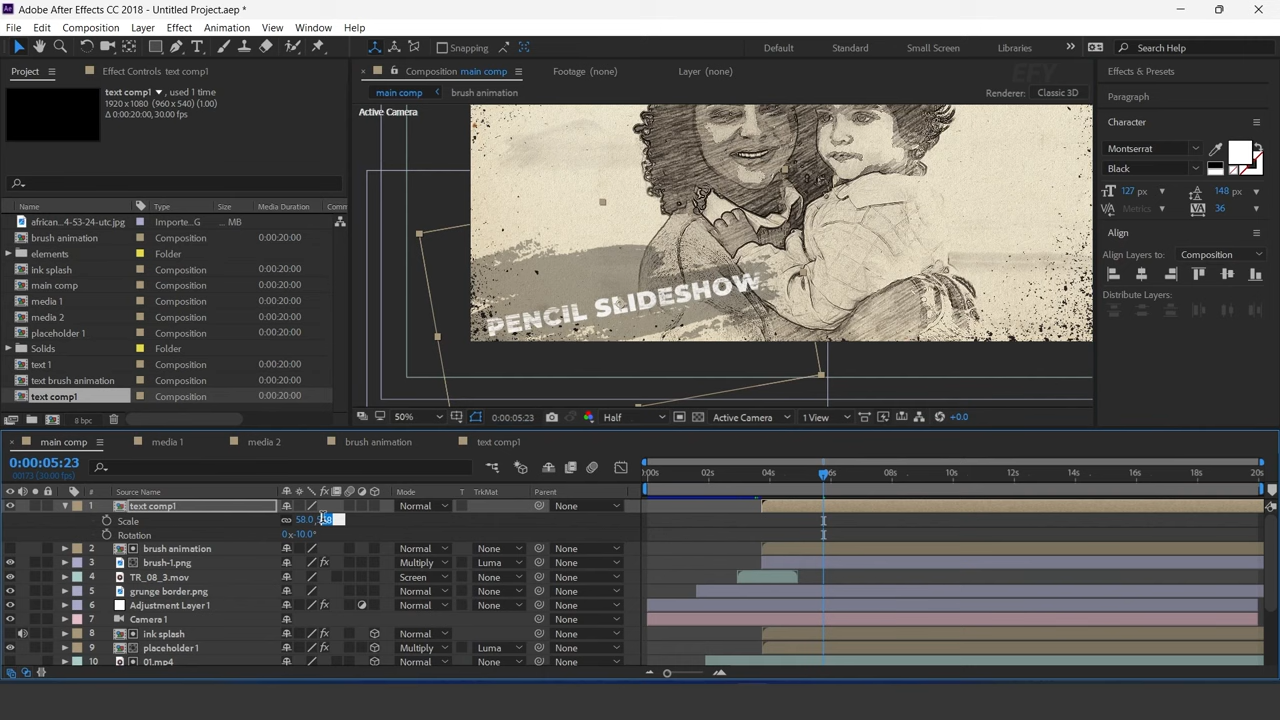 Adobe After Effects CC 2018 - Untitled Project.aep *
File Edit Composition Layer Effect Animation View Window Help
Snapping Default Standard Small Screen Libraries Search Help
Project Effect Controls text comp1 Composition main comp Footage (none) Layer (none) EFY Effects & Presets
text comp1 , used 1 time
1920 x 1080 (960 x 540) (1.00)
Δ 0:00:20:00, 30.00 fps
main comp brush animation Renderer: Classic 3D
Active Camera
PENCIL SLIDESHOW
Paragraph
Character
Montserrat
Black
127 px 148 px
Metrics 36
Align
Align Layers to: Composition
Distribute Layers:
Name Type Size Media Duration Comm
african...4-53-24-utc.jpg Importe...G ... MB
brush animation Composition 0:00:20:00
elements Folder
ink splash Composition 0:00:20:00
main comp Composition 0:00:20:00
media 1 Composition 0:00:20:00
media 2 Composition 0:00:20:00
placeholder 1 Composition 0:00:20:00
Solids Folder
text 1 Composition 0:00:20:00
text brush animation Composition 0:00:20:00
text comp1 Composition 0:00:20:00
8 bpc
50% 0:00:05:23 Half Active Camera 1 View +0.0
main comp media 1 media 2 brush animation text comp1
0:00:05:23
00173 (30.00 fps)
:00s 02s 04s 06s 08s 10s 12s 14s 16s 18s 20s
# Source Name Mode T TrkMat Parent
1 text comp1 Normal None
Scale 58.0
Rotation 0x-10.0°
2 brush animation Normal None None
3 brush-1.png Multiply Luma None
4 TR_08_3.mov Screen None None
5 grunge border.png Normal None None
6 Adjustment Layer 1 Normal None None
7 Camera 1 None
8 ink splash Normal None None
9 placeholder 1 Multiply Luma None
10 01.mp4 Normal None None